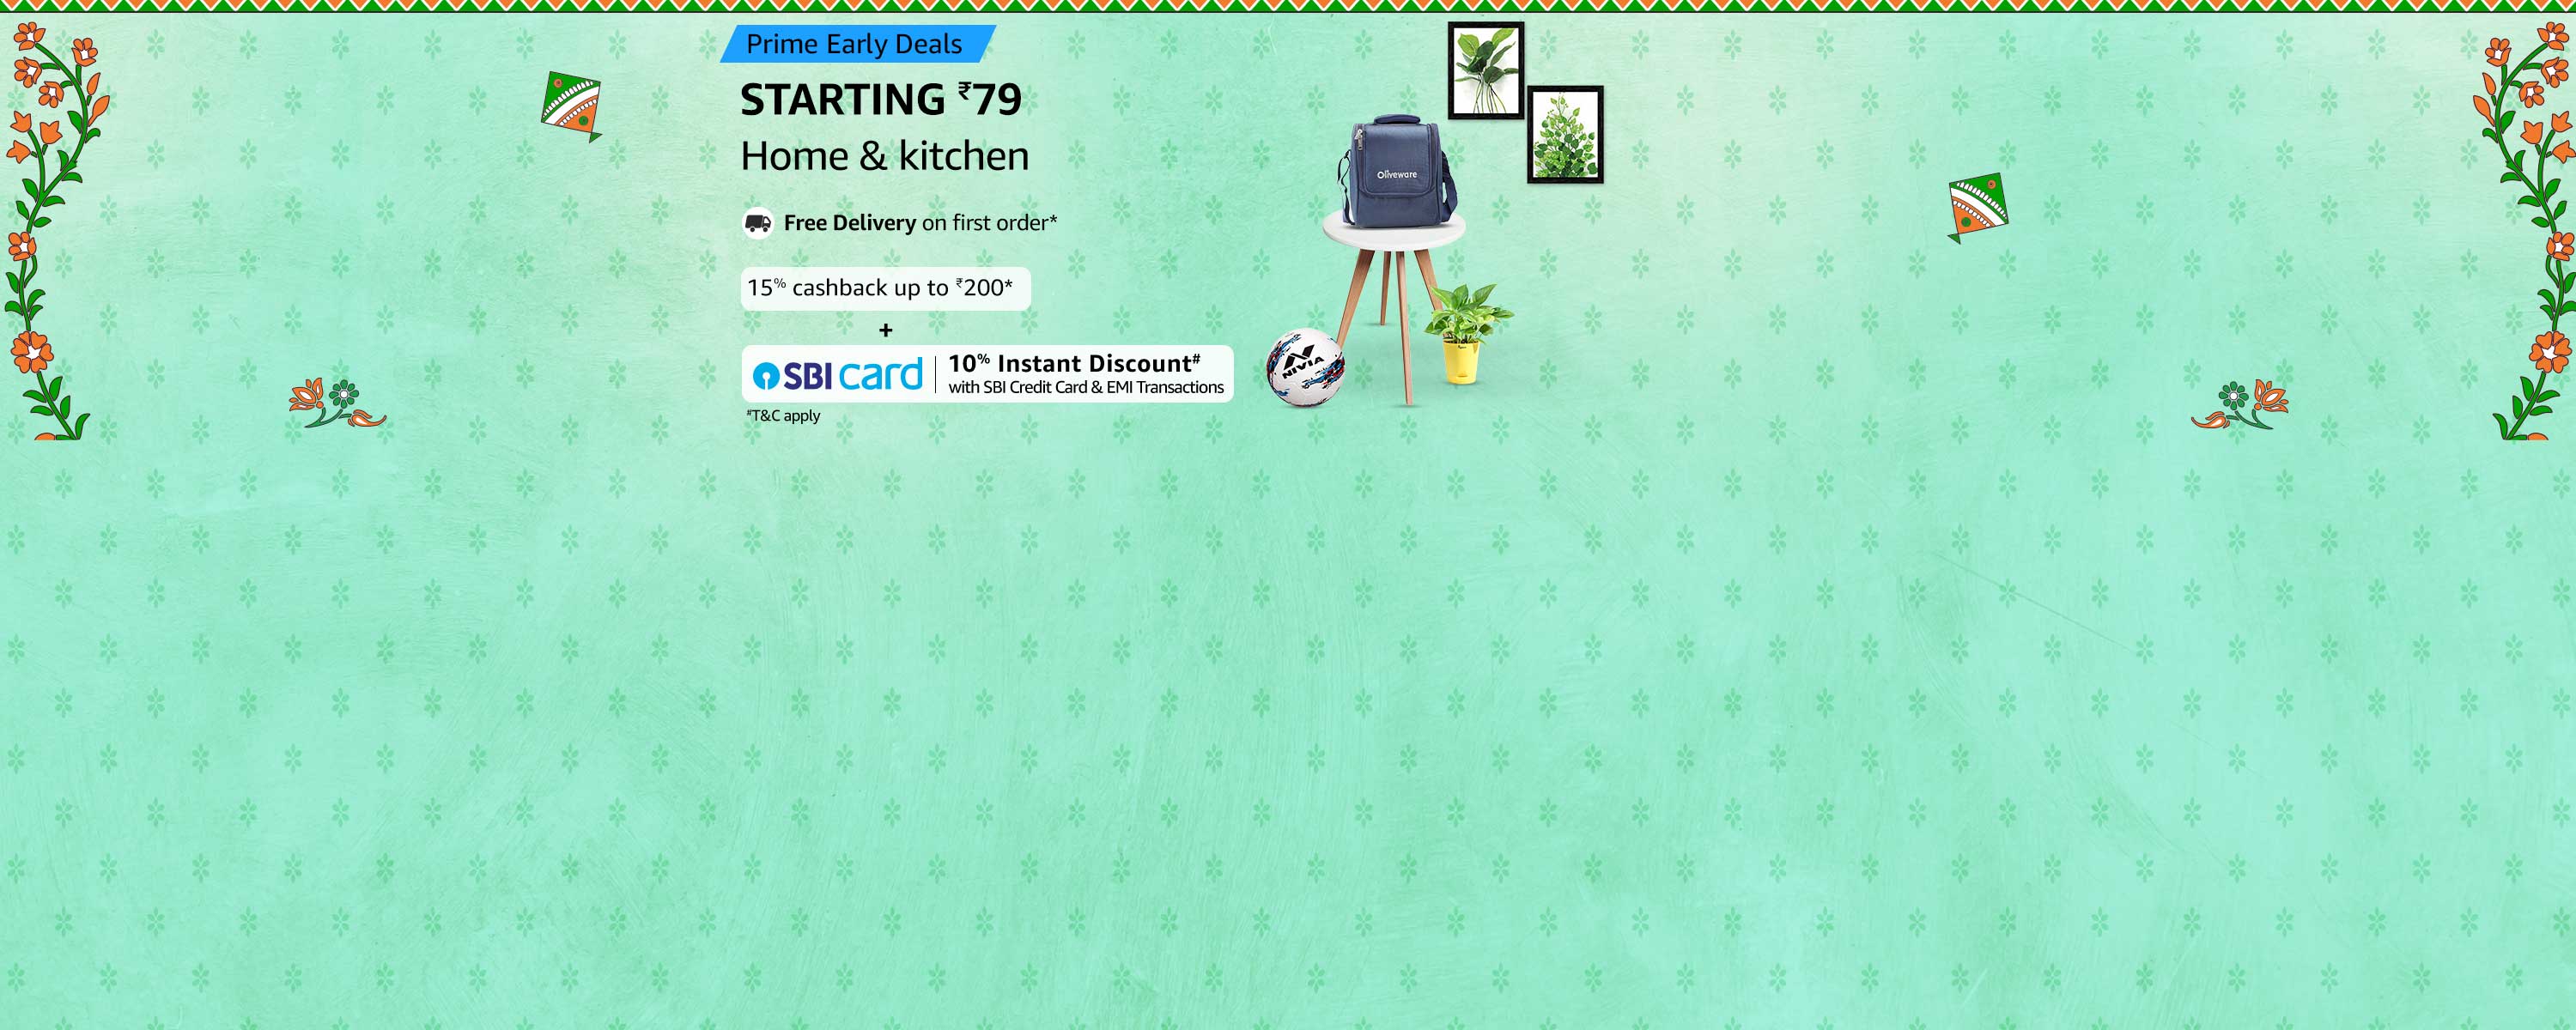 Prime Early Deals
STARTING ₹79
Home & kitchen
Free Delivery on first order*
15% cashback up to ₹200*
+
SBI card
10% Instant Discount#
with SBI Credit Card & EMI Transactions
#T&C apply
Oliveware
NIVIA